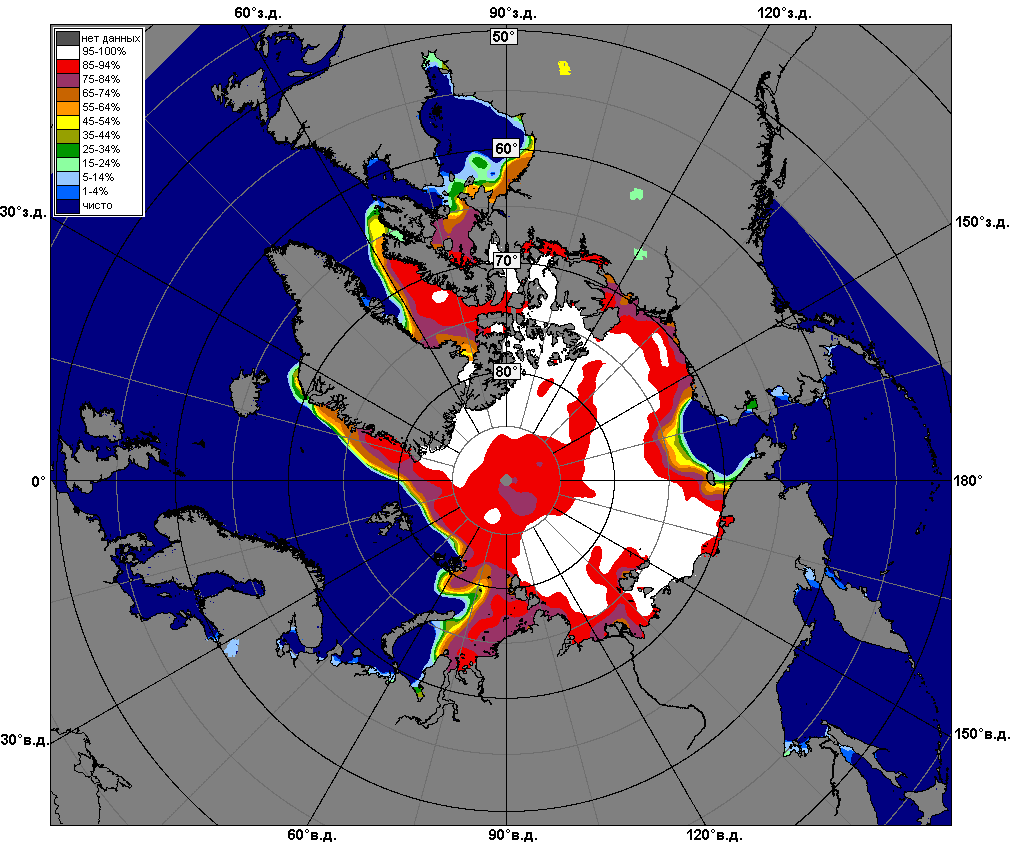 60°з.д.
90°з.д.
120°з.д.
50°
нет данных
95-100%
85-94%
75-84%
65-74%
55-64%
45-54%
35-44%
25-34%
15-24%
5-14%
1-4%
чисто
60°
30°з.д.
150°з.д.
70°
80°
0°
180°
30°в.д.
150°в.д.
60°в.д.
90°в.д.
120°в.д.